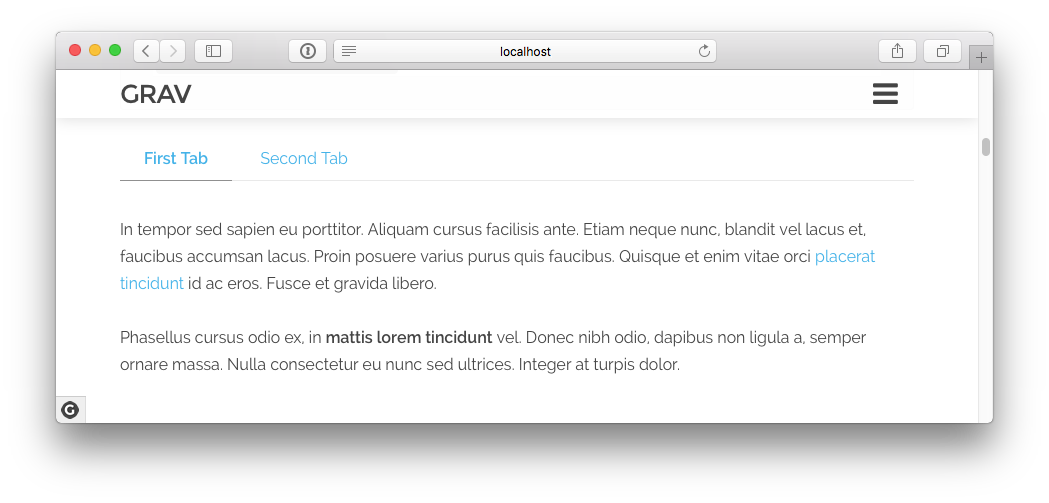 localhost
GRAV
First Tab Second Tab
In tempor sed sapien eu porttitor. Aliquam cursus facilisis ante. Etiam neque nunc, blandit vel lacus et,
faucibus accumsan lacus. Proin posuere varius purus quis faucibus. Quisque et enim vitae orci placerat
tincidunt id ac eros. Fusce et gravida libero.
Phasellus cursus odio ex, in mattis lorem tincidunt vel. Donec nibh odio, dapibus non ligula a, semper
ornare massa. Nulla consectetur eu nunc sed ultrices. Integer at turpis dolor.
G